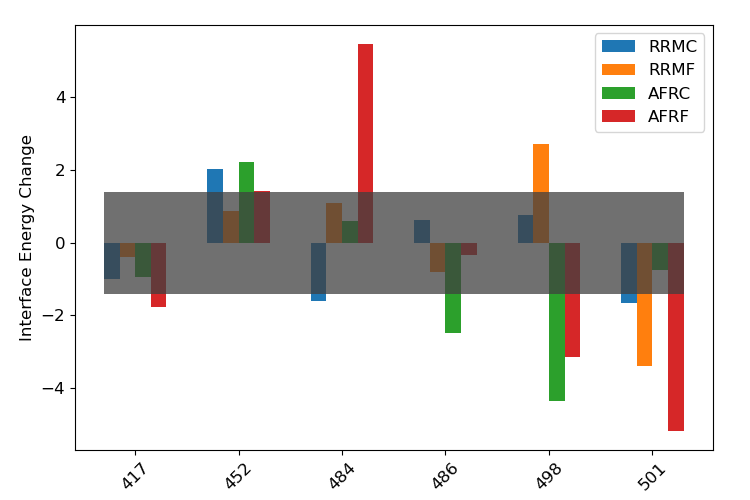 RRMC
RRMF
AFRC
AFRF
Interface Energy Change
4
2
0
−2
−4
417
452
484
486
498
501